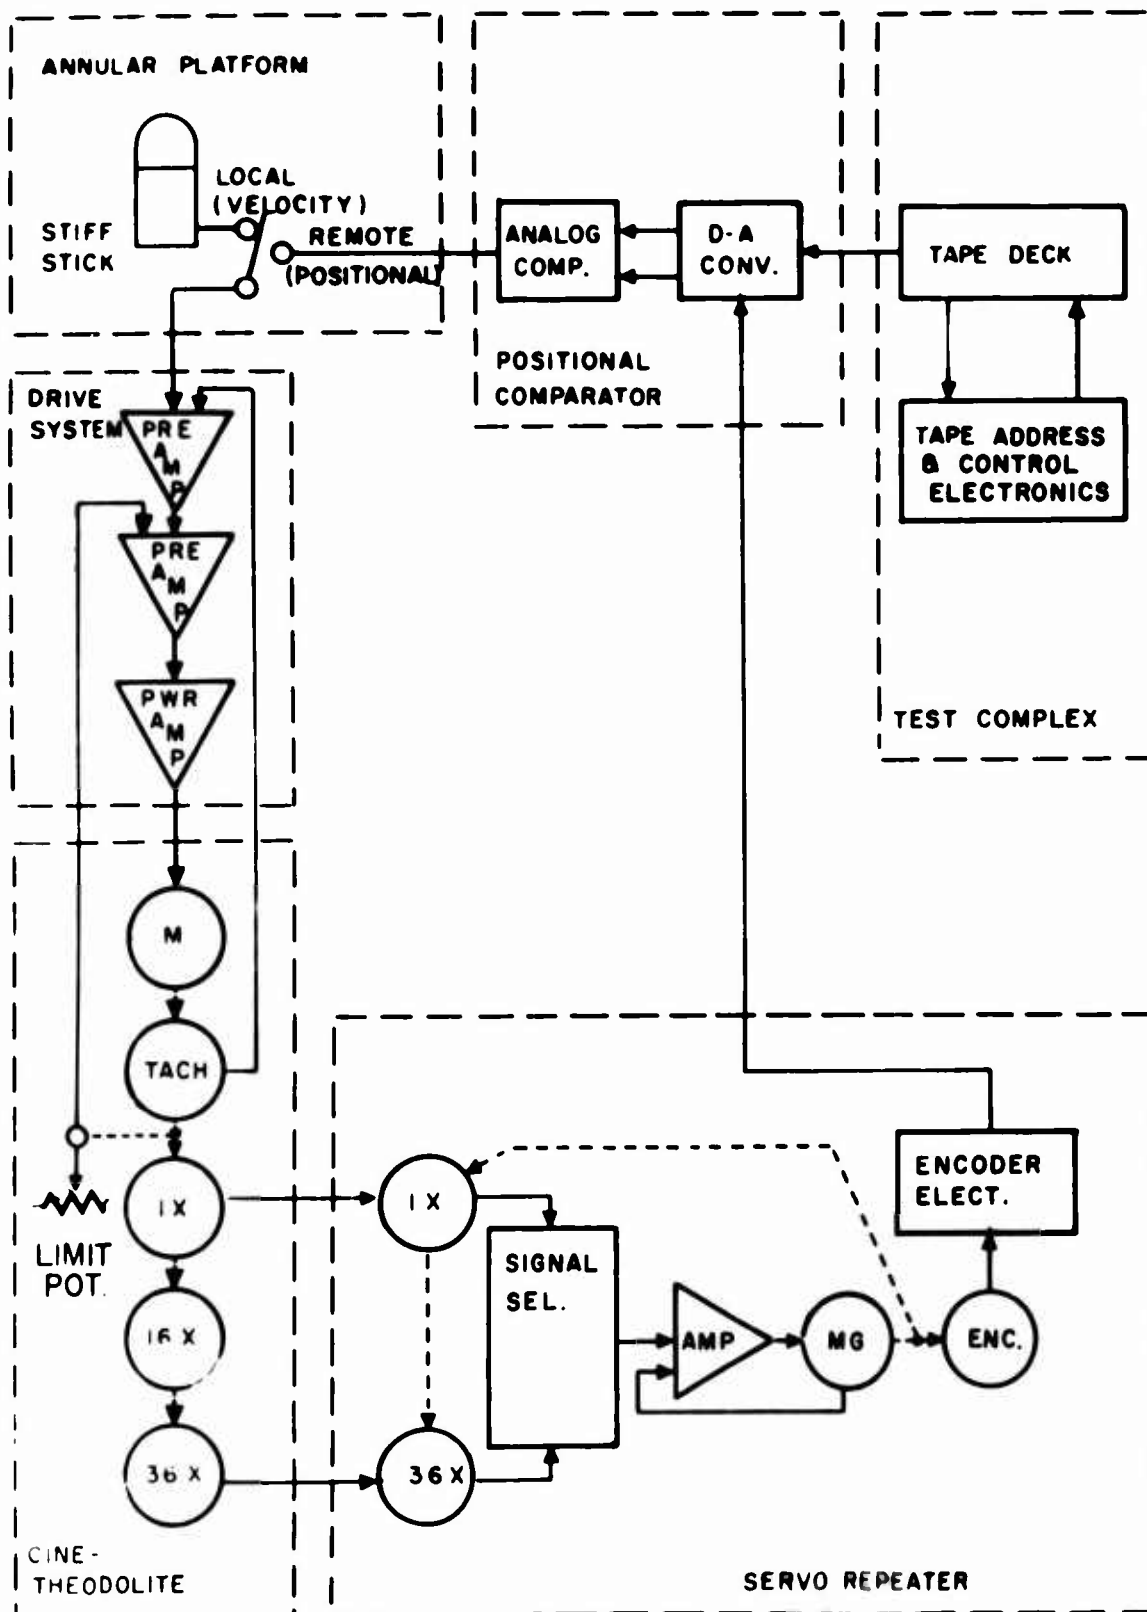 ANNULAR PLATFORM
LOCAL
(VELOCITY)
STIFF
STICK
REMOTE
(POSITIONAL)
ANALOG
COMP.
D-A
CONV.
TAPE DECK
POSITIONAL
COMPARATOR
TAPE ADDRESS
& CONTROL
ELECTRONICS
TEST COMPLEX
DRIVE
SYSTEM
PRE
AMP
PRE
AMP
PWR
AMP
M
TACH
1X
16X
36X
LIMIT
POT.
CINE-
THEODOLITE
1X
36X
SIGNAL
SEL.
AMP
MG
ENC.
ENCODER
ELECT.
SERVO REPEATER